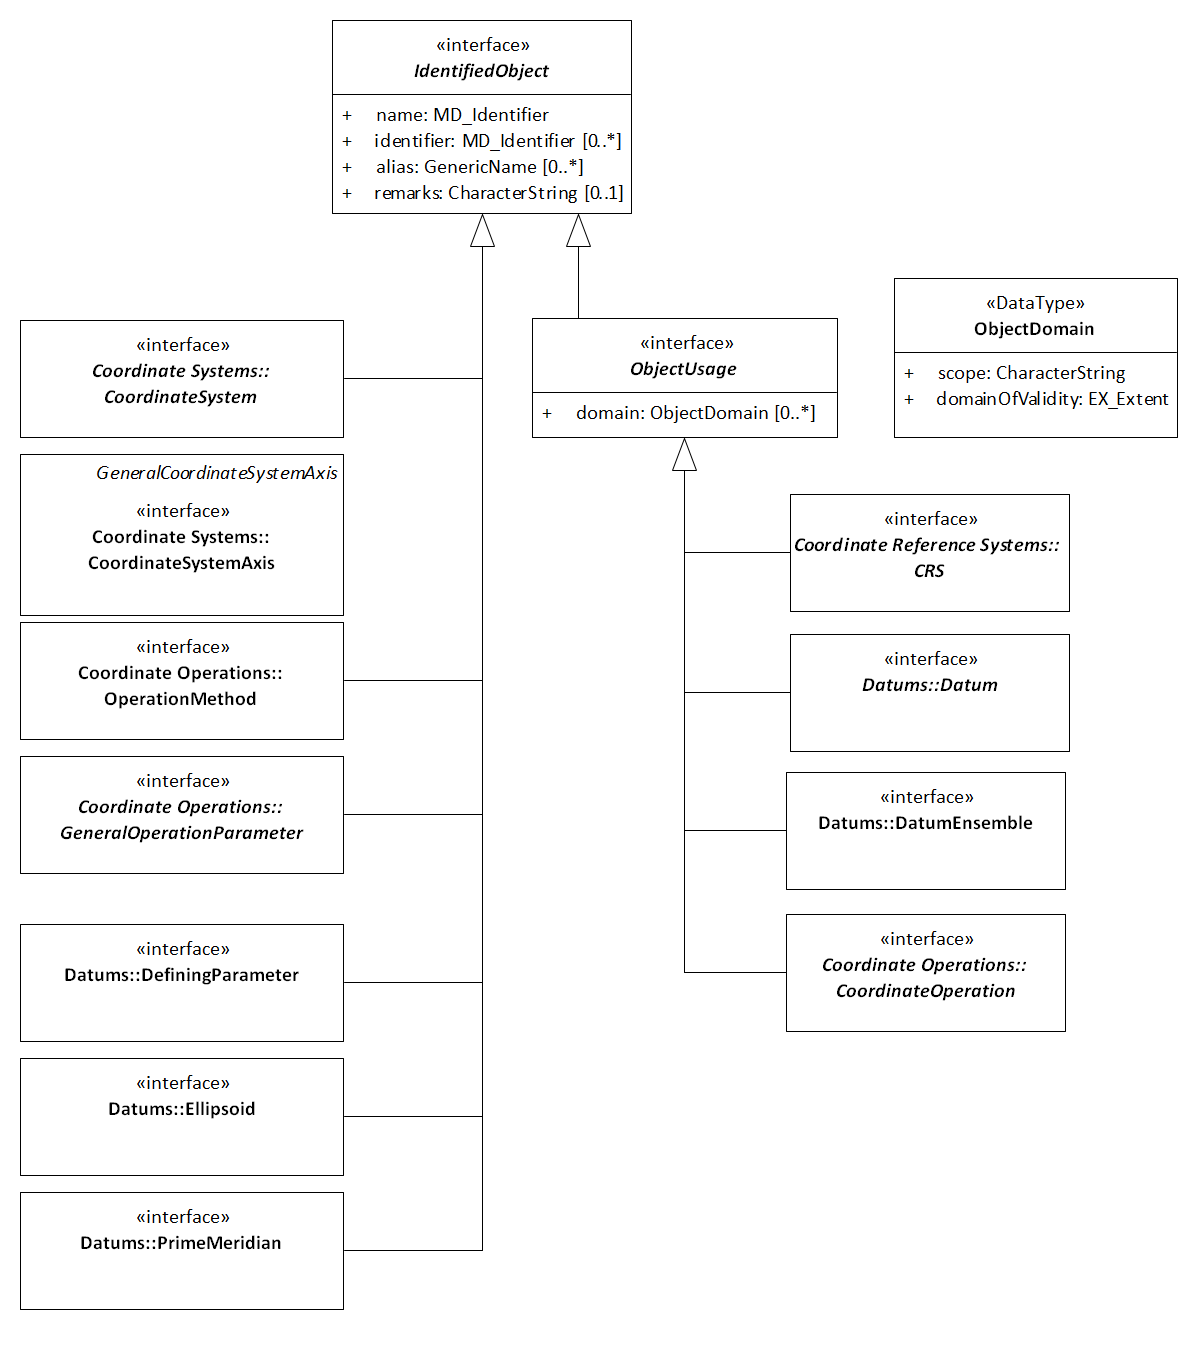 «interface»
IdentifiedObject
+ name: MD_Identifier
+ identifier: MD_Identifier [0..*]
+ alias: GenericName [0..*]
+ remarks: CharacterString [0..1]
«interface»
Coordinate Systems::
CoordinateSystem
GeneralCoordinateSystemAxis
«interface»
Coordinate Systems::
CoordinateSystemAxis
«interface»
Coordinate Operations::
OperationMethod
«interface»
Coordinate Operations::
GeneralOperationParameter
«interface»
Datums::DefiningParameter
«interface»
Datums::Ellipsoid
«interface»
Datums::PrimeMeridian
«interface»
ObjectUsage
+ domain: ObjectDomain [0..*]
«DataType»
ObjectDomain
+ scope: CharacterString
+ domainOfValidity: EX_Extent
«interface»
Coordinate Reference Systems::
CRS
«interface»
Datums::Datum
«interface»
Datums::DatumEnsemble
«interface»
Coordinate Operations::
CoordinateOperation